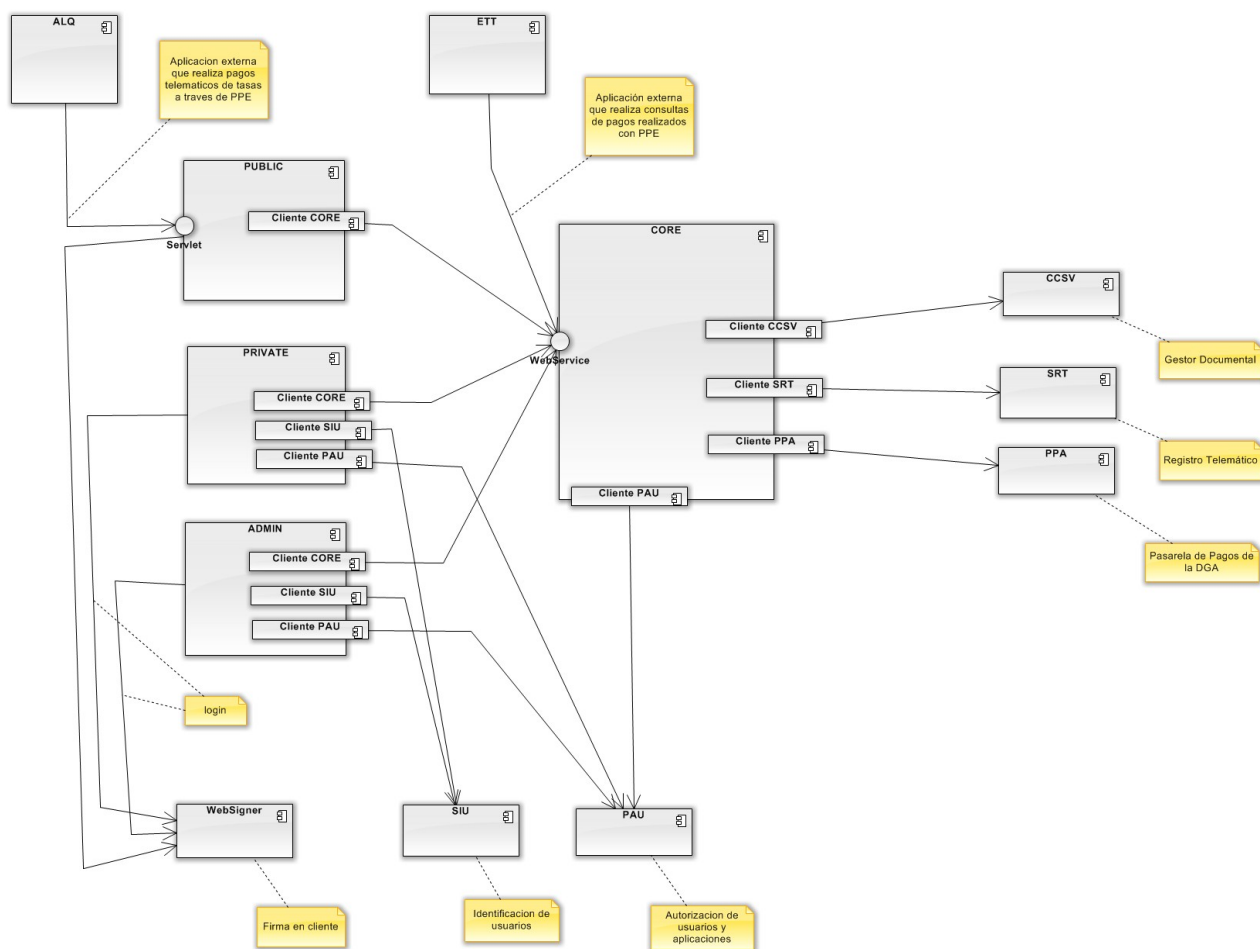 ALQ
ETT
Aplicacion externa
que realiza pagos
telematicos de tasas
a traves de PPE
Aplicación externa
que realiza consultas
de pagos realizados
con PPE
PUBLIC
Cliente CORE
Servlet
CORE
WebService
Cliente CCSV
Cliente SRT
Cliente PPA
Cliente PAU
CCSV
Gestor Documental
SRT
Registro Telemático
PPA
Pasarela de Pagos de
la DGA
PRIVATE
Cliente CORE
Cliente SIU
Cliente PAU
ADMIN
Cliente CORE
Cliente SIU
Cliente PAU
login
WebSigner
Firma en cliente
SIU
Identificacion de
usuarios
PAU
Autorizacion de
usuarios y
aplicaciones